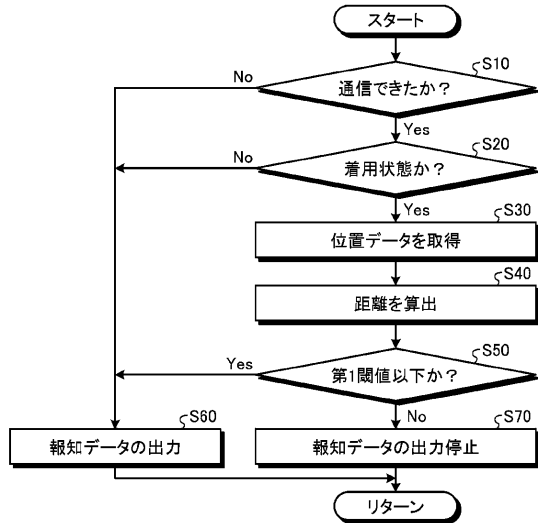 スタート
S10
通信できたか？
No
Yes
S20
着用状態か？
No
Yes
S30
位置データを取得
S40
距離を算出
S50
第1閾値以下か？
Yes
No
S60
報知データの出力
S70
報知データの出力停止
リターン